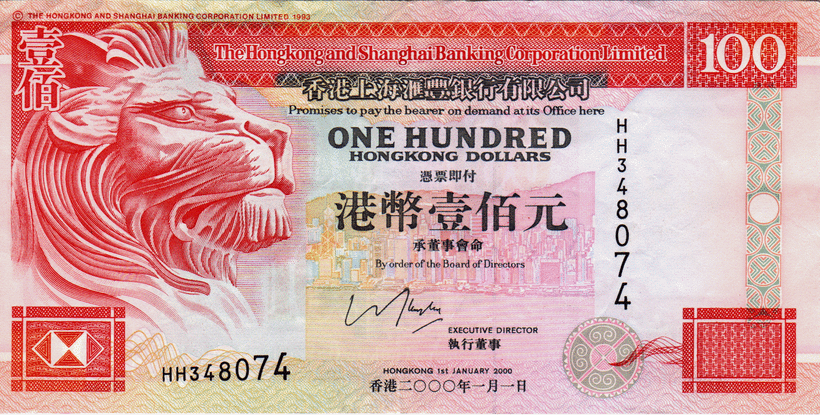 © THE HONGKONG AND SHANGHAI BANKING CORPORATION LIMITED 1993
壹佰
The Hongkong and Shanghai Banking Corporation Limited
100
香港上海滙豐銀行有限公司
Promises to pay the bearer on demand at its Office here
ONE HUNDRED
HONGKONG DOLLARS
憑票即付
港幣壹佰元
承董事會命
By order of the Board of Directors
HH348074
EXECUTIVE DIRECTOR
執行董事
HH348074
HONGKONG 1st JANUARY 2000
香港二〇〇〇年一月一日